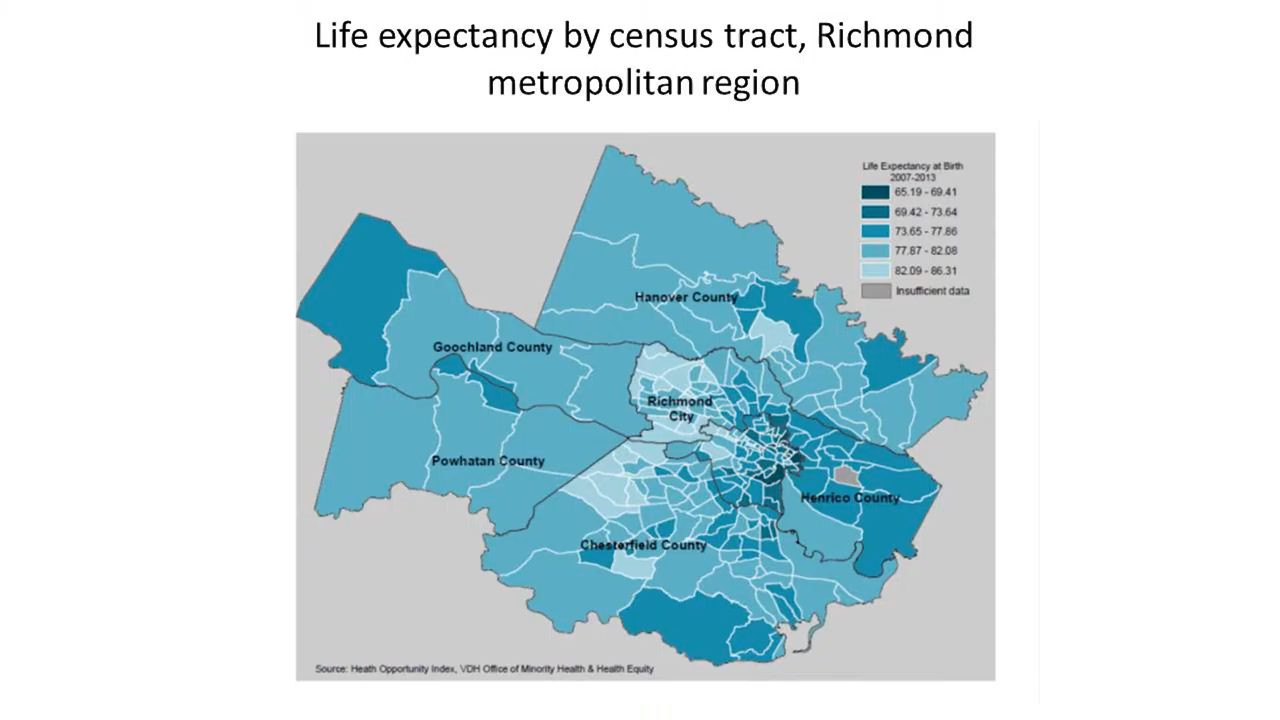 Life expectancy by census tract, Richmond
metropolitan region
Life Expectancy at Birth
2007-2013
65.19 - 69.41
69.42 - 73.64
73.65 - 77.86
77.87 - 82.08
82.09 - 86.31
Insufficient data
Hanover County
Goochland County
Richmond
City
Powhatan County
Henrico County
Chesterfield County
Source: Heath Opportunity Index, VDH Office of Minority Health & Health Equity